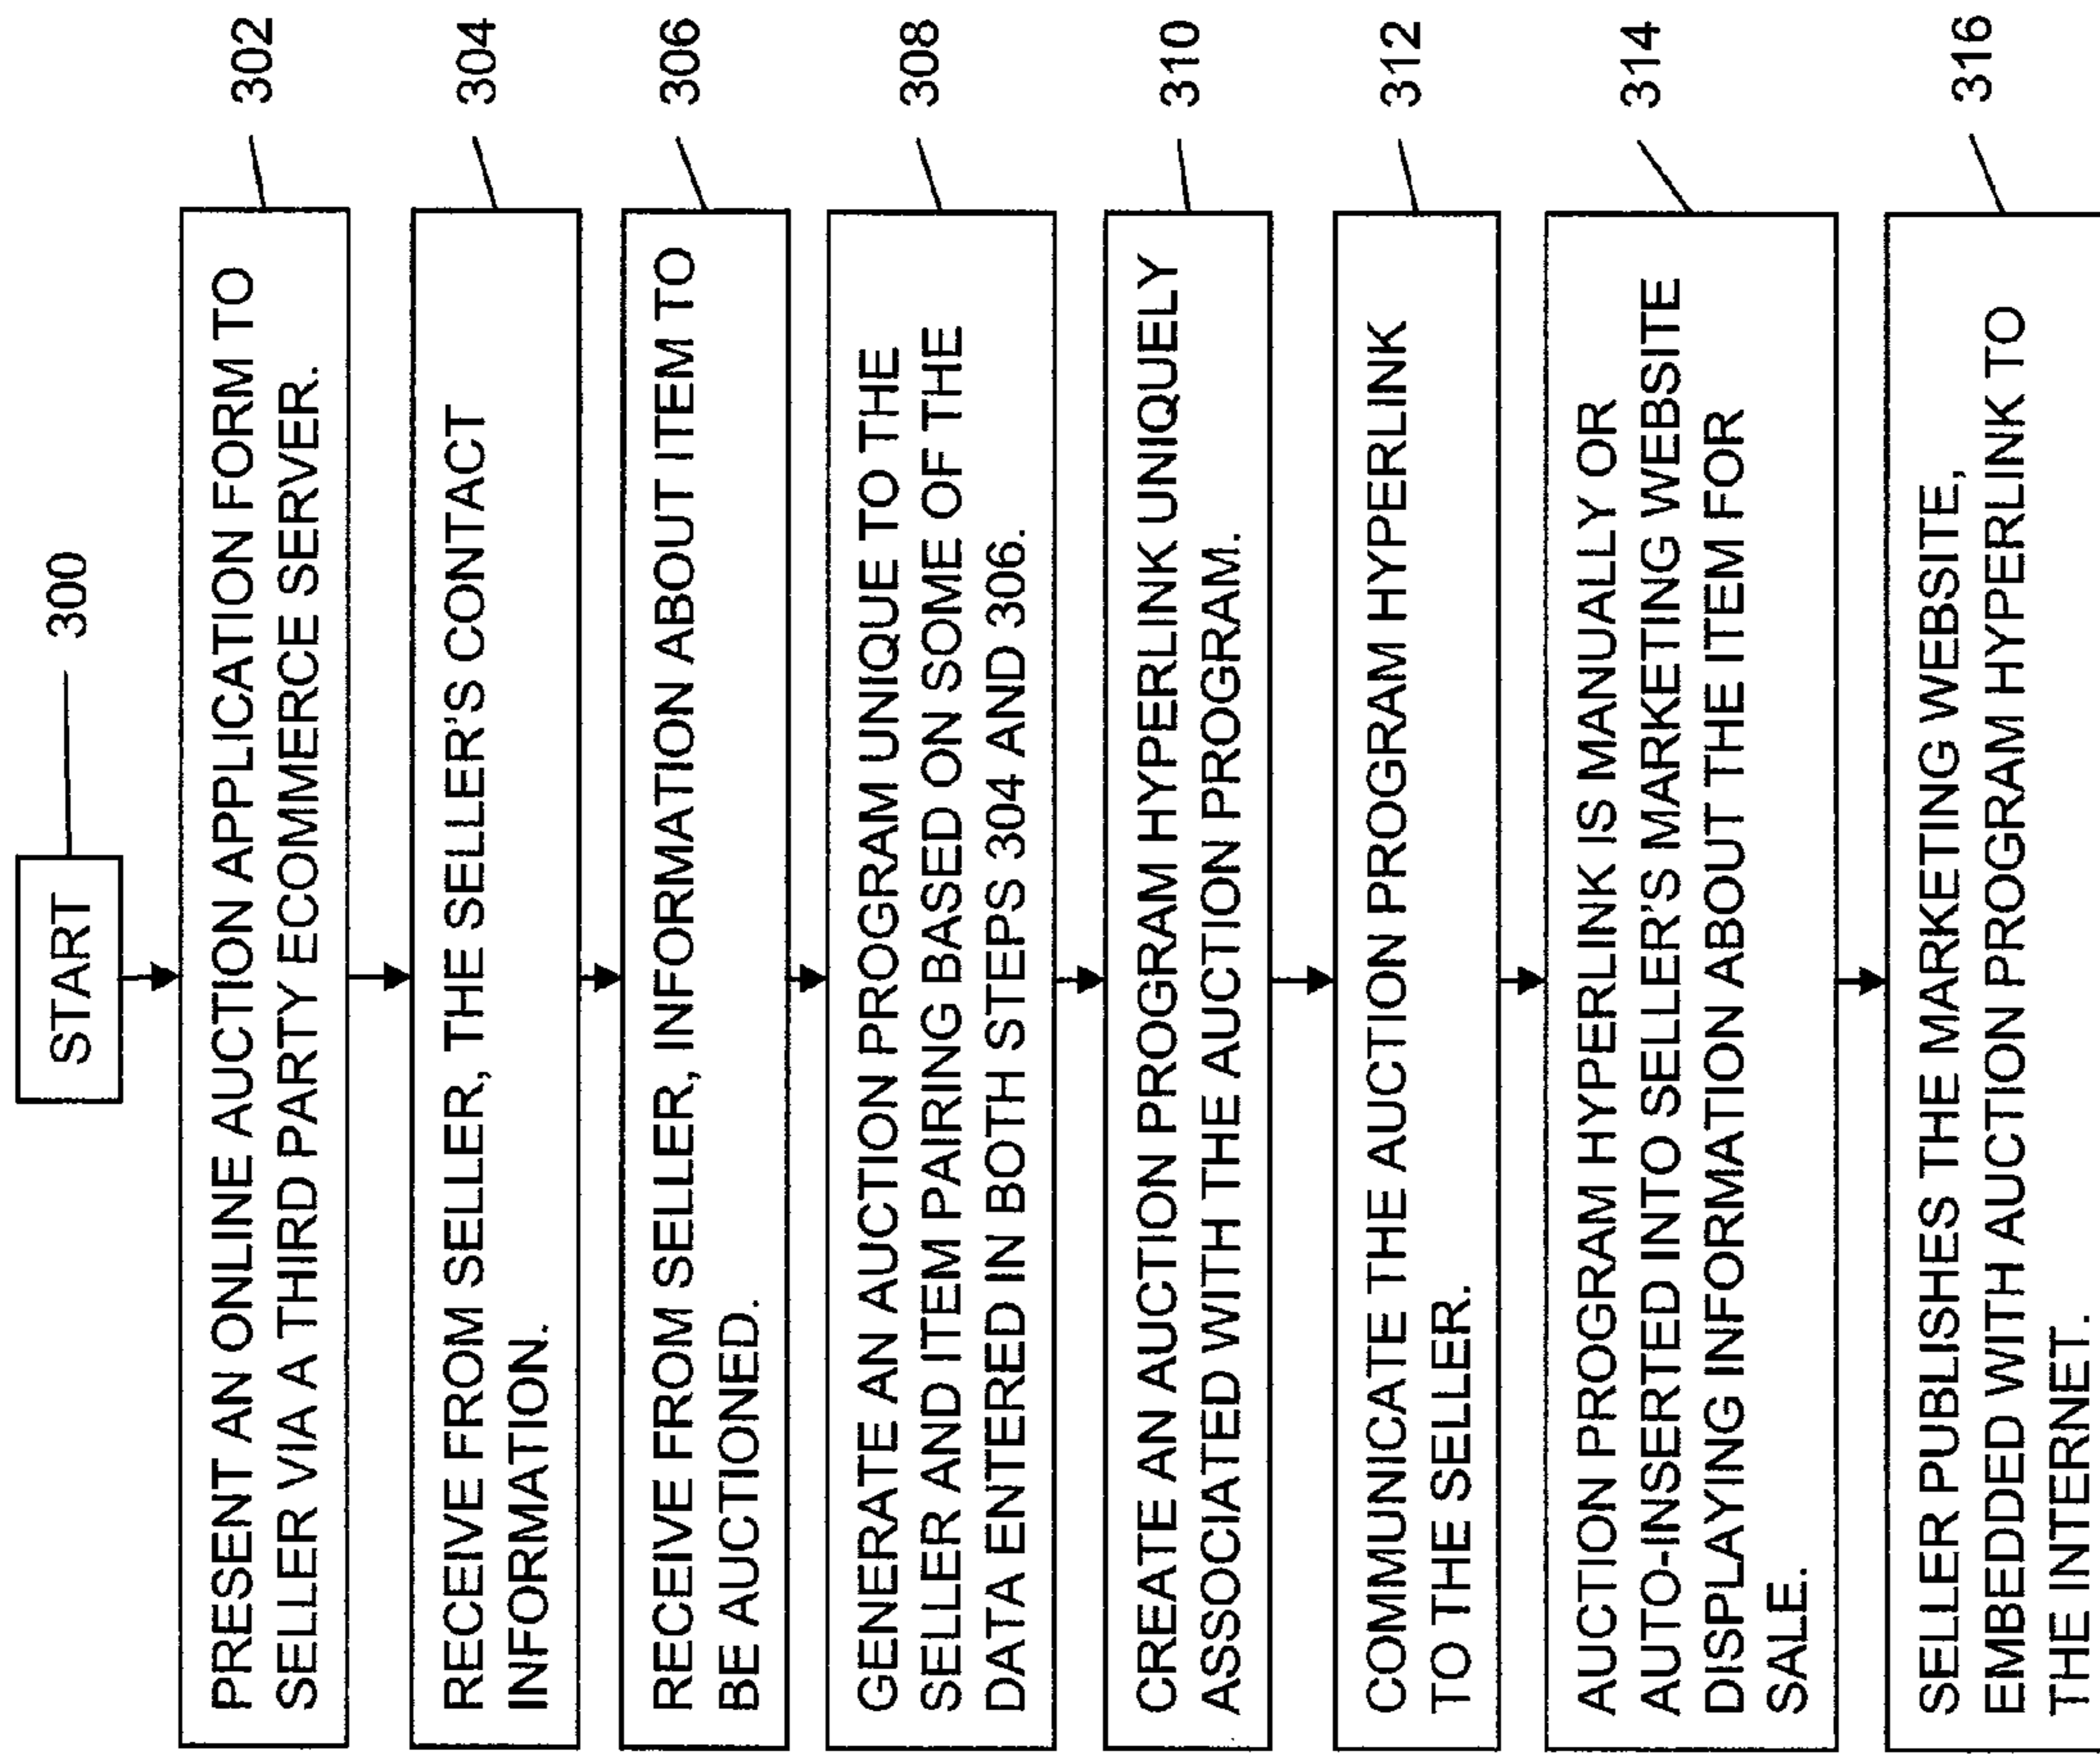 START
300
PRESENT AN ONLINE AUCTION APPLICATION FORM TO
SELLER VIA A THIRD PARTY ECOMMERCE SERVER.
302
RECEIVE FROM SELLER, THE SELLER'S CONTACT
INFORMATION.
304
RECEIVE FROM SELLER, INFORMATION ABOUT ITEM TO
BE AUCTIONED.
306
GENERATE AN AUCTION PROGRAM UNIQUE TO THE
SELLER AND ITEM PAIRING BASED ON SOME OF THE
DATA ENTERED IN BOTH STEPS 304 AND 306.
308
CREATE AN AUCTION PROGRAM HYPERLINK UNIQUELY
ASSOCIATED WITH THE AUCTION PROGRAM.
310
COMMUNICATE THE AUCTION PROGRAM HYPERLINK
TO THE SELLER.
312
AUCTION PROGRAM HYPERLINK IS MANUALLY OR
AUTO-INSERTED INTO SELLER'S MARKETING WEBSITE
DISPLAYING INFORMATION ABOUT THE ITEM FOR
SALE.
314
SELLER PUBLISHES THE MARKETING WEBSITE,
EMBEDDED WITH AUCTION PROGRAM HYPERLINK TO
THE INTERNET.
316